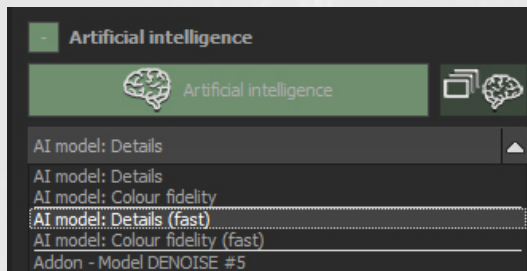 - Artificial intelligence
Artificial intelligence
AI model: Details
AI model: Details
AI model: Colour fidelity
AI model: Details (fast)
AI model: Colour fidelity (fast)
Addon - Model DENOISE #5